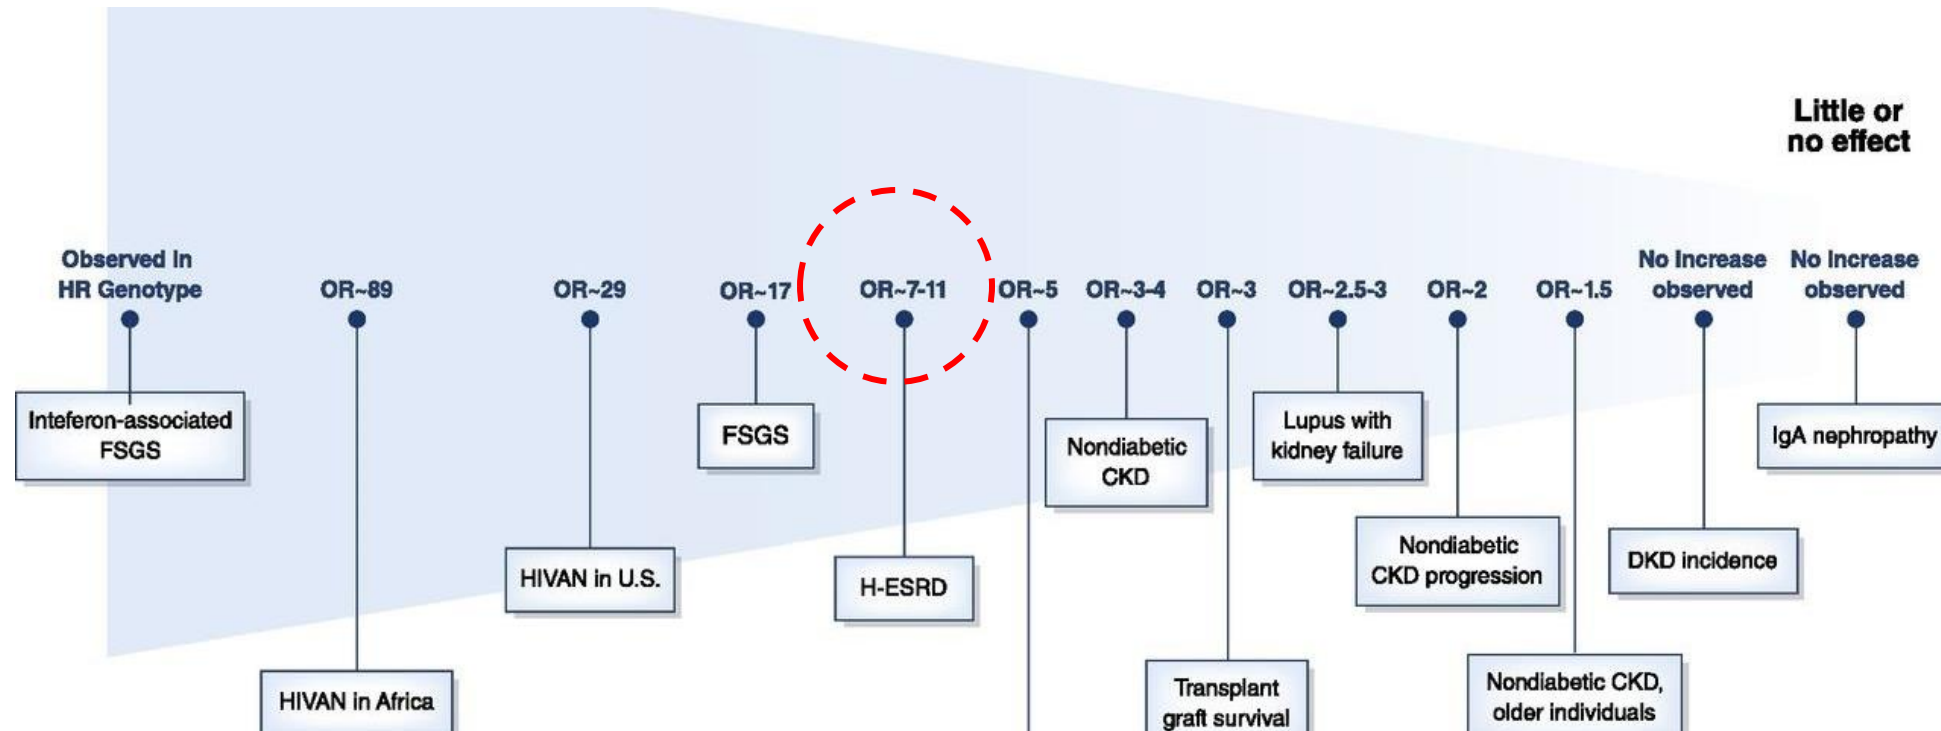 Little or
no effect
Observed in
HR Genotype
OR~89
OR~29
OR~17
OR~7-11
OR~5
OR~3-4
OR~3
OR~2.5-3
OR~2
OR~1.5
No Increase
observed
No Increase
observed
Inteferon-associated
FSGS
HIVAN in Africa
HIVAN in U.S.
FSGS
H-ESRD
Nondiabetic
CKD
Transplant
graft survival
Lupus with
kidney failure
Nondiabetic
CKD progression
Nondiabetic CKD,
older individuals
DKD incidence
IgA nephropathy